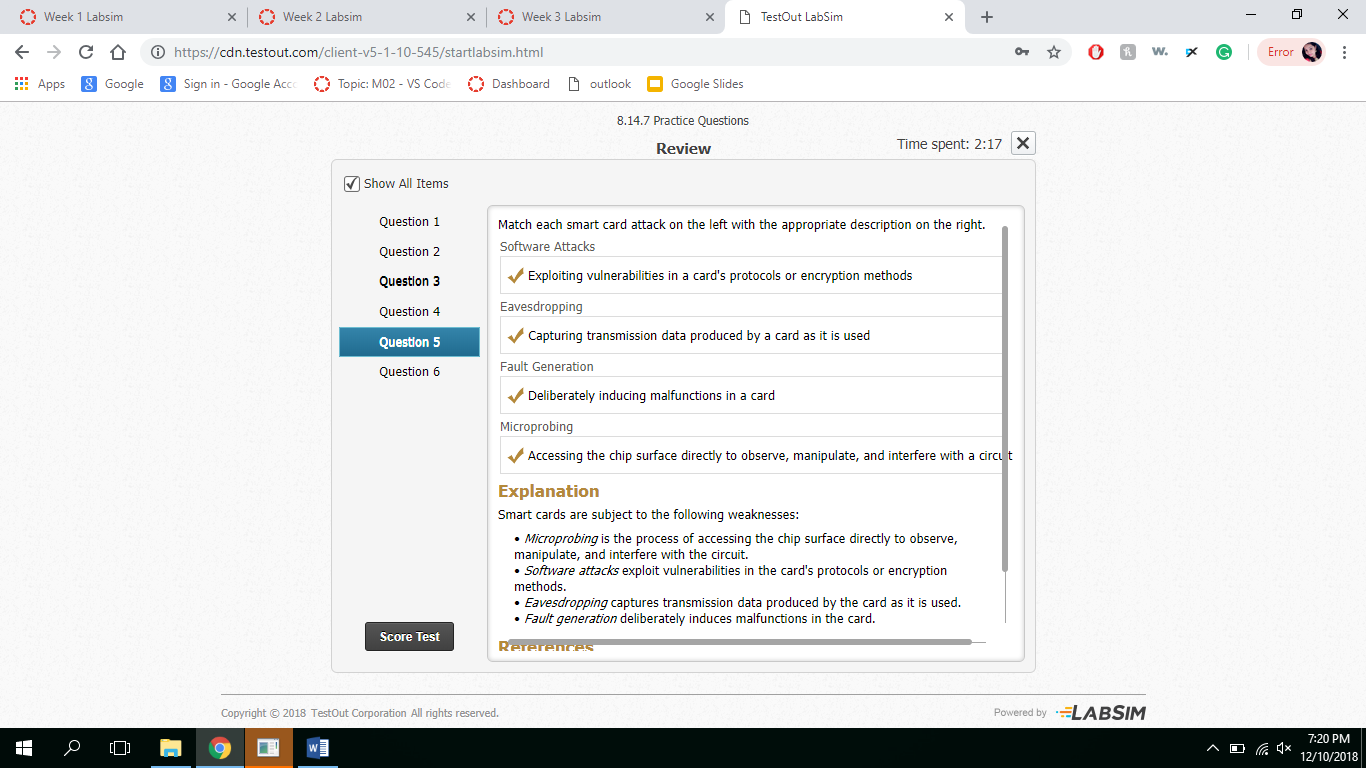 Week 1 Labsim
Week 2 Labsim
Week 3 Labsim
TestOut LabSim
https://cdn.testout.com/client-v5-1-10-545/startlabsim.html
Error
Apps
Google
Sign in - Google Acco
Topic: M02 - VS Code
Dashboard
outlook
Google Slides
8.14.7 Practice Questions
Review
Time spent: 2:17
Show All Items
Question 1
Question 2
Question 3
Question 4
Question 5
Question 6
Score Test
Match each smart card attack on the left with the appropriate description on the right.
Software Attacks
Exploiting vulnerabilities in a card's protocols or encryption methods
Eavesdropping
Capturing transmission data produced by a card as it is used
Fault Generation
Deliberately inducing malfunctions in a card
Microprobing
Accessing the chip surface directly to observe, manipulate, and interfere with a circuit
Explanation
Smart cards are subject to the following weaknesses:
• Microprobing is the process of accessing the chip surface directly to observe,
manipulate, and interfere with the circuit.
• Software attacks exploit vulnerabilities in the card's protocols or encryption
methods.
• Eavesdropping captures transmission data produced by the card as it is used.
• Fault generation deliberately induces malfunctions in the card.
References
Copyright © 2018 TestOut Corporation All rights reserved.
Powered by LABSIM
7:20 PM
12/10/2018